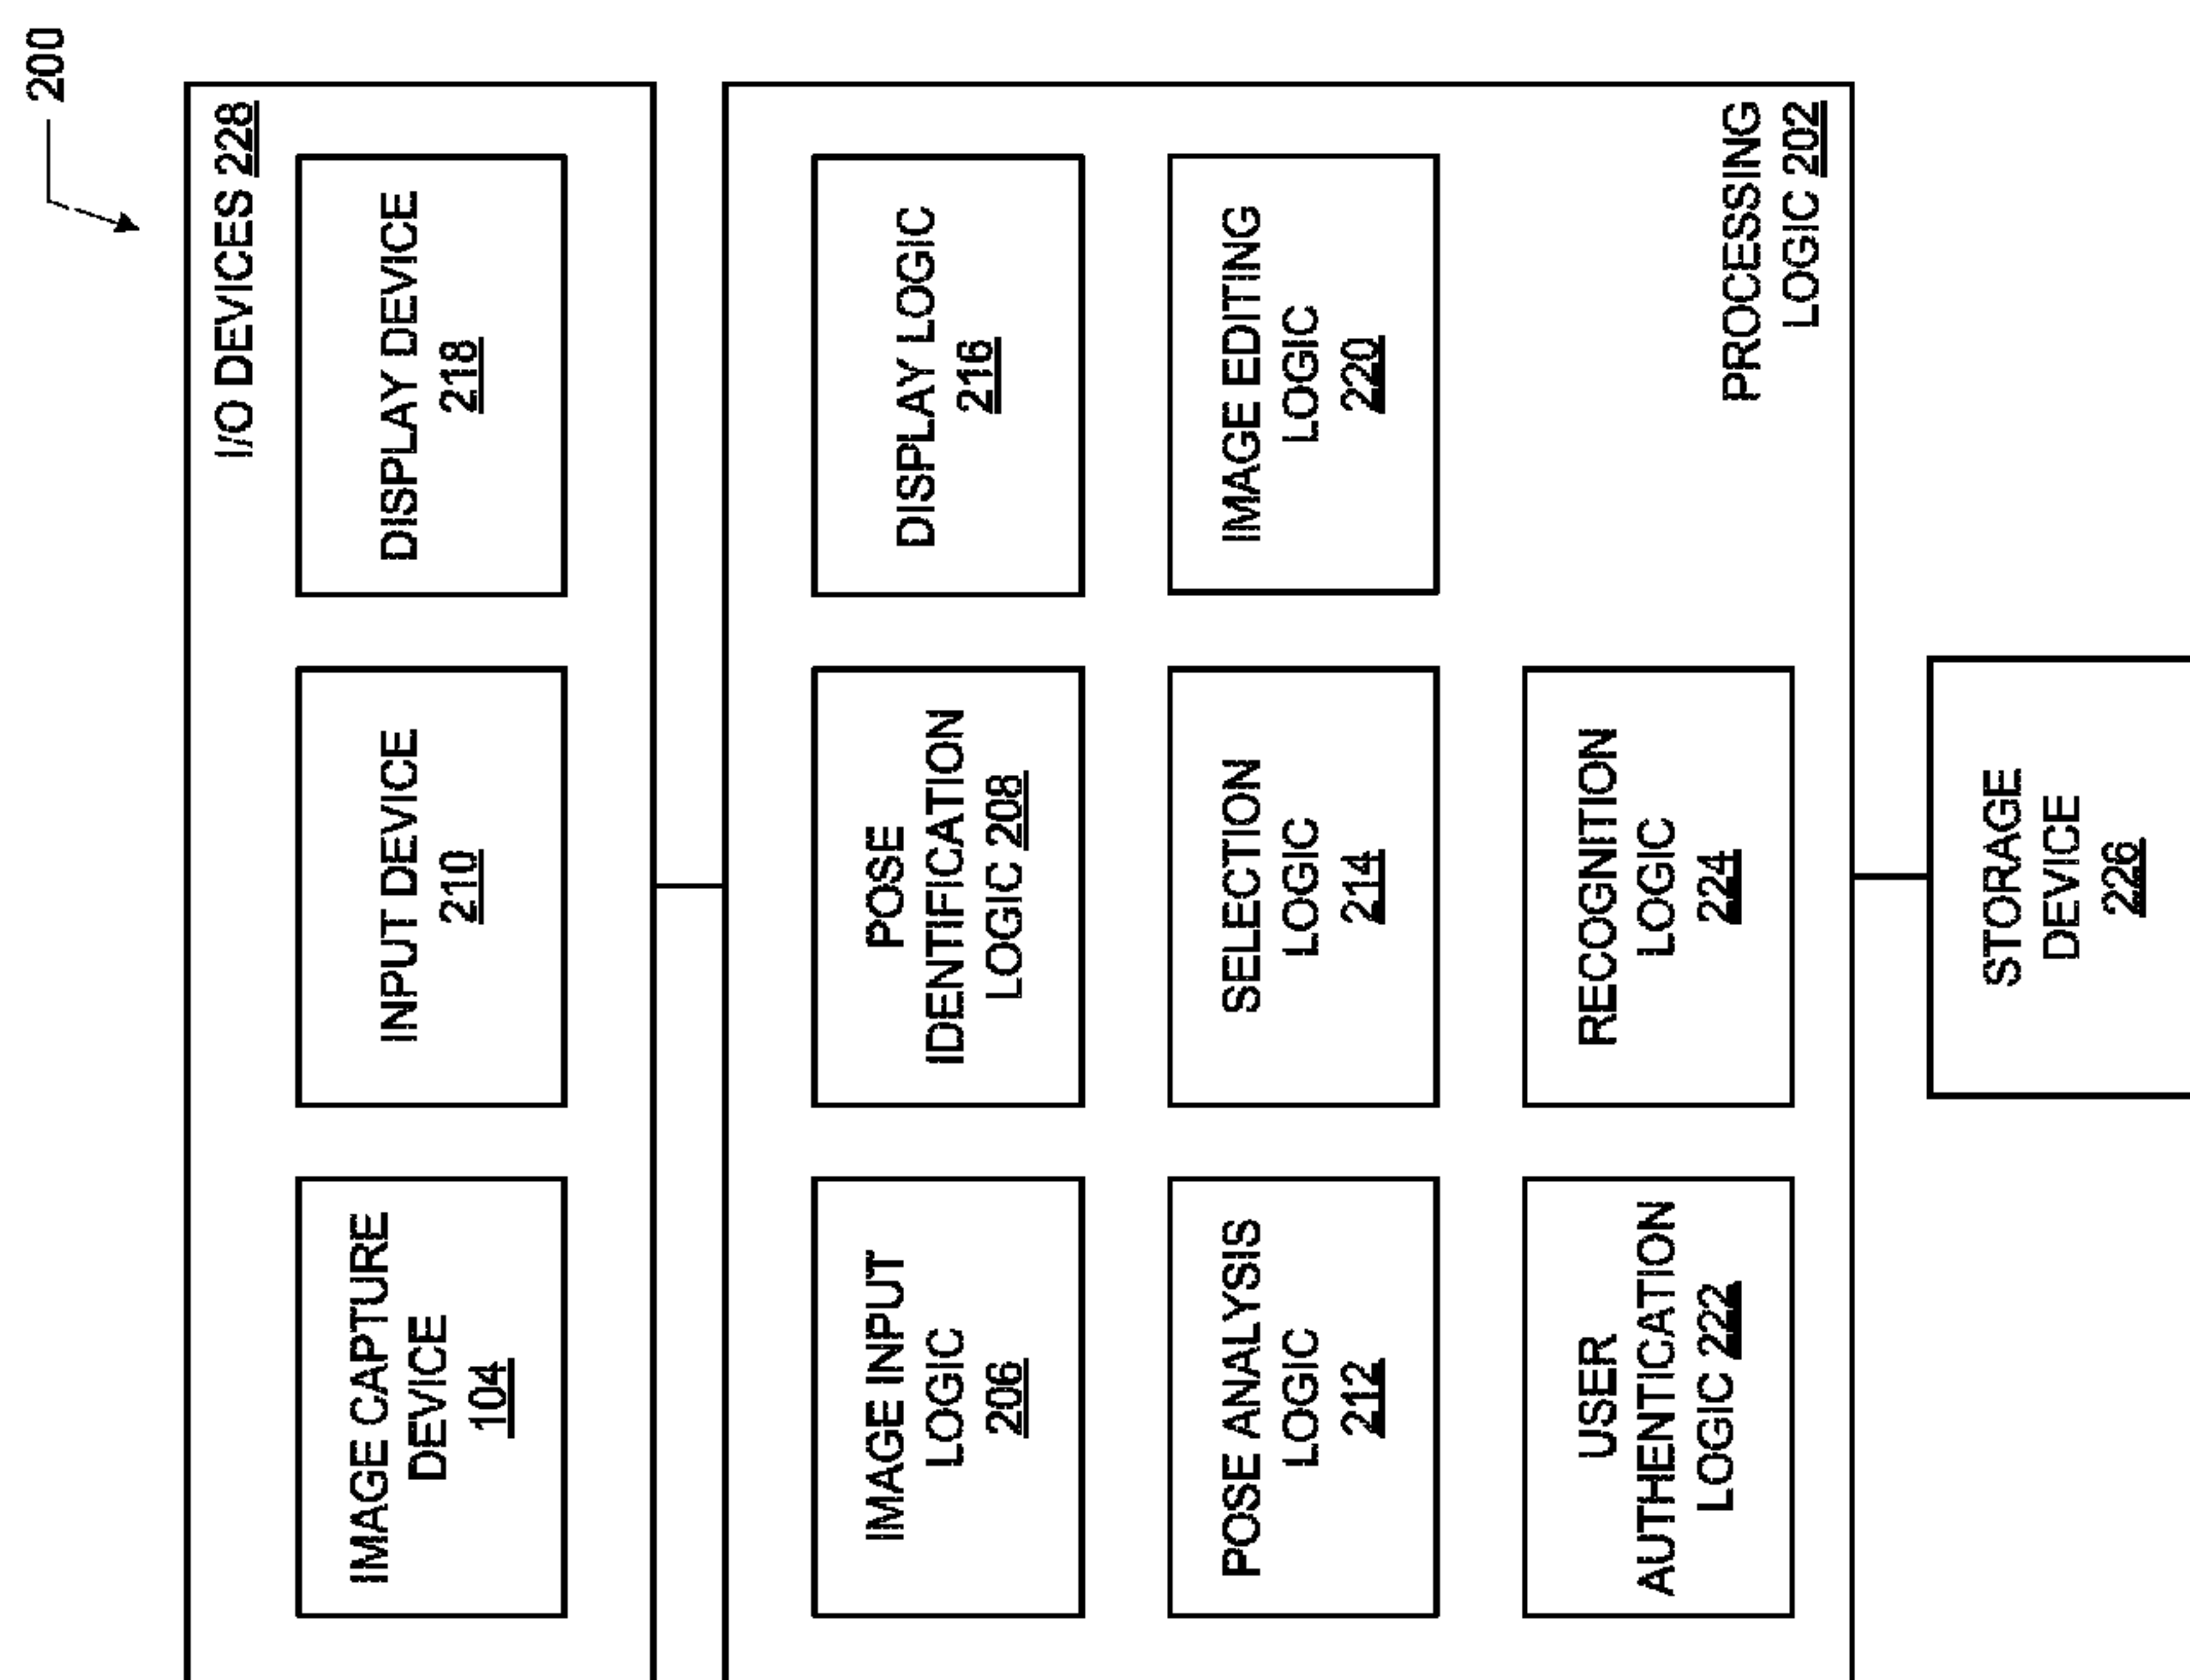 200
I/O DEVICES 228
IMAGE CAPTURE
DEVICE
104
INPUT DEVICE
210
DISPLAY DEVICE
218
IMAGE INPUT
LOGIC
206
POSE
IDENTIFICATION
LOGIC 208
DISPLAY LOGIC
216
POSE ANALYSIS
LOGIC
212
SELECTION
LOGIC
214
IMAGE EDITING
LOGIC
220
USER
AUTHENTICATION
LOGIC 222
RECOGNITION
LOGIC
224
PROCESSING
LOGIC 202
STORAGE
DEVICE
226